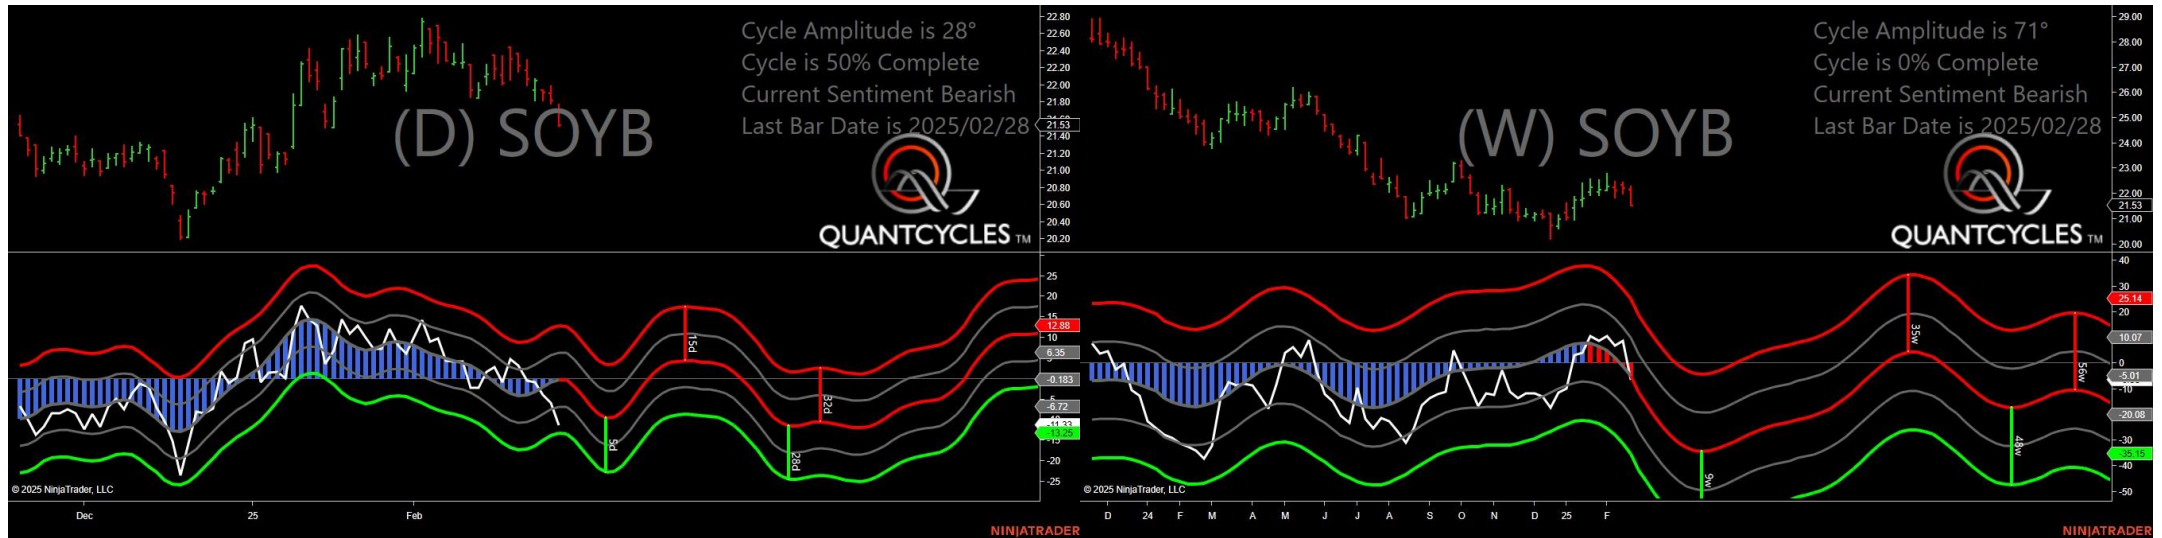 Cycle Amplitude is 28°
Cycle is 50% Complete
Current Sentiment Bearish
Last Bar Date is 2025/02/28
(D) SOYB
QUANTCYCLES TM
22.80
22.60
22.40
22.20
22.00
21.80
21.53
21.40
21.20
21.00
20.80
20.60
20.40
20.20
25
20
15
12.88
10
6.35
-0.183
-5
-6.72
-11.33
-13.25
-15
-20
-25
15d
32d
5d
28d
© 2025 NinjaTrader, LLC
Dec
25
Feb
NINJATRADER
Cycle Amplitude is 71°
Cycle is 0% Complete
Current Sentiment Bearish
Last Bar Date is 2025/02/28
(W) SOYB
QUANTCYCLES TM
29.00
28.00
27.00
26.00
25.00
24.00
23.00
22.00
21.53
21.00
20.00
40
30
25.14
20
10.07
0
-5.01
-10
-20.08
-30
-35.15
-40
-50
35w
56w
9w
48w
© 2025 NinjaTrader, LLC
D 24 F M A M J J A S O N D 25 F
NINJATRADER